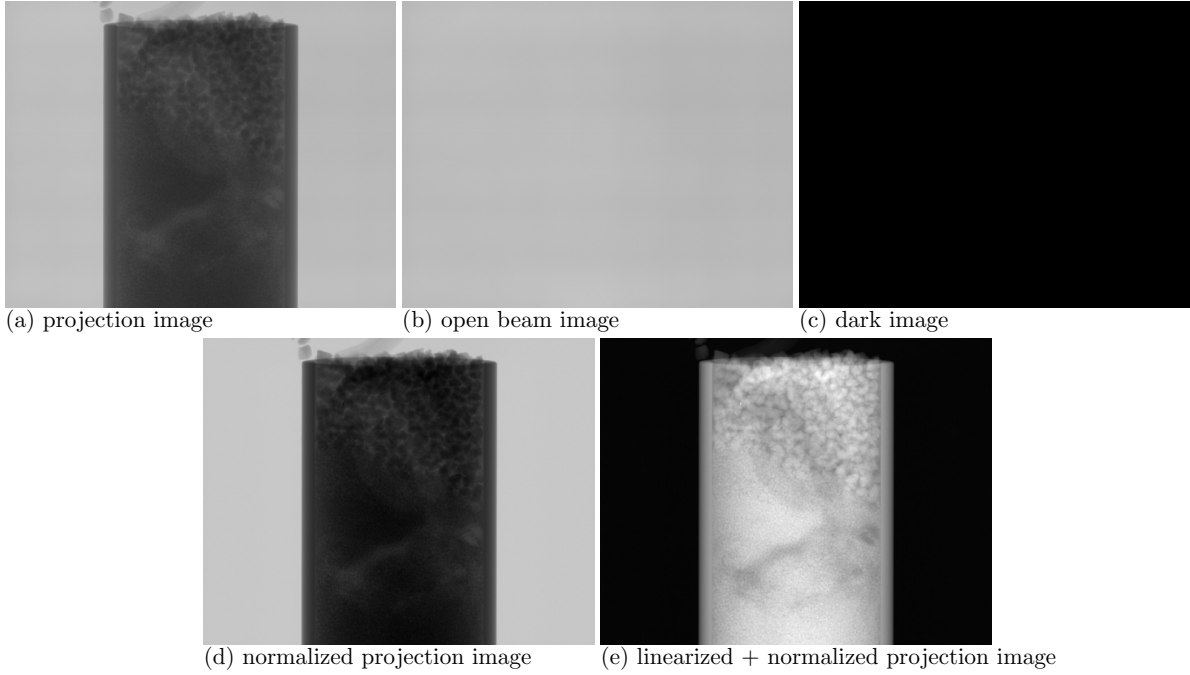 (a) projection image
(b) open beam image
(c) dark image
(d) normalized projection image
(e) linearized + normalized projection image